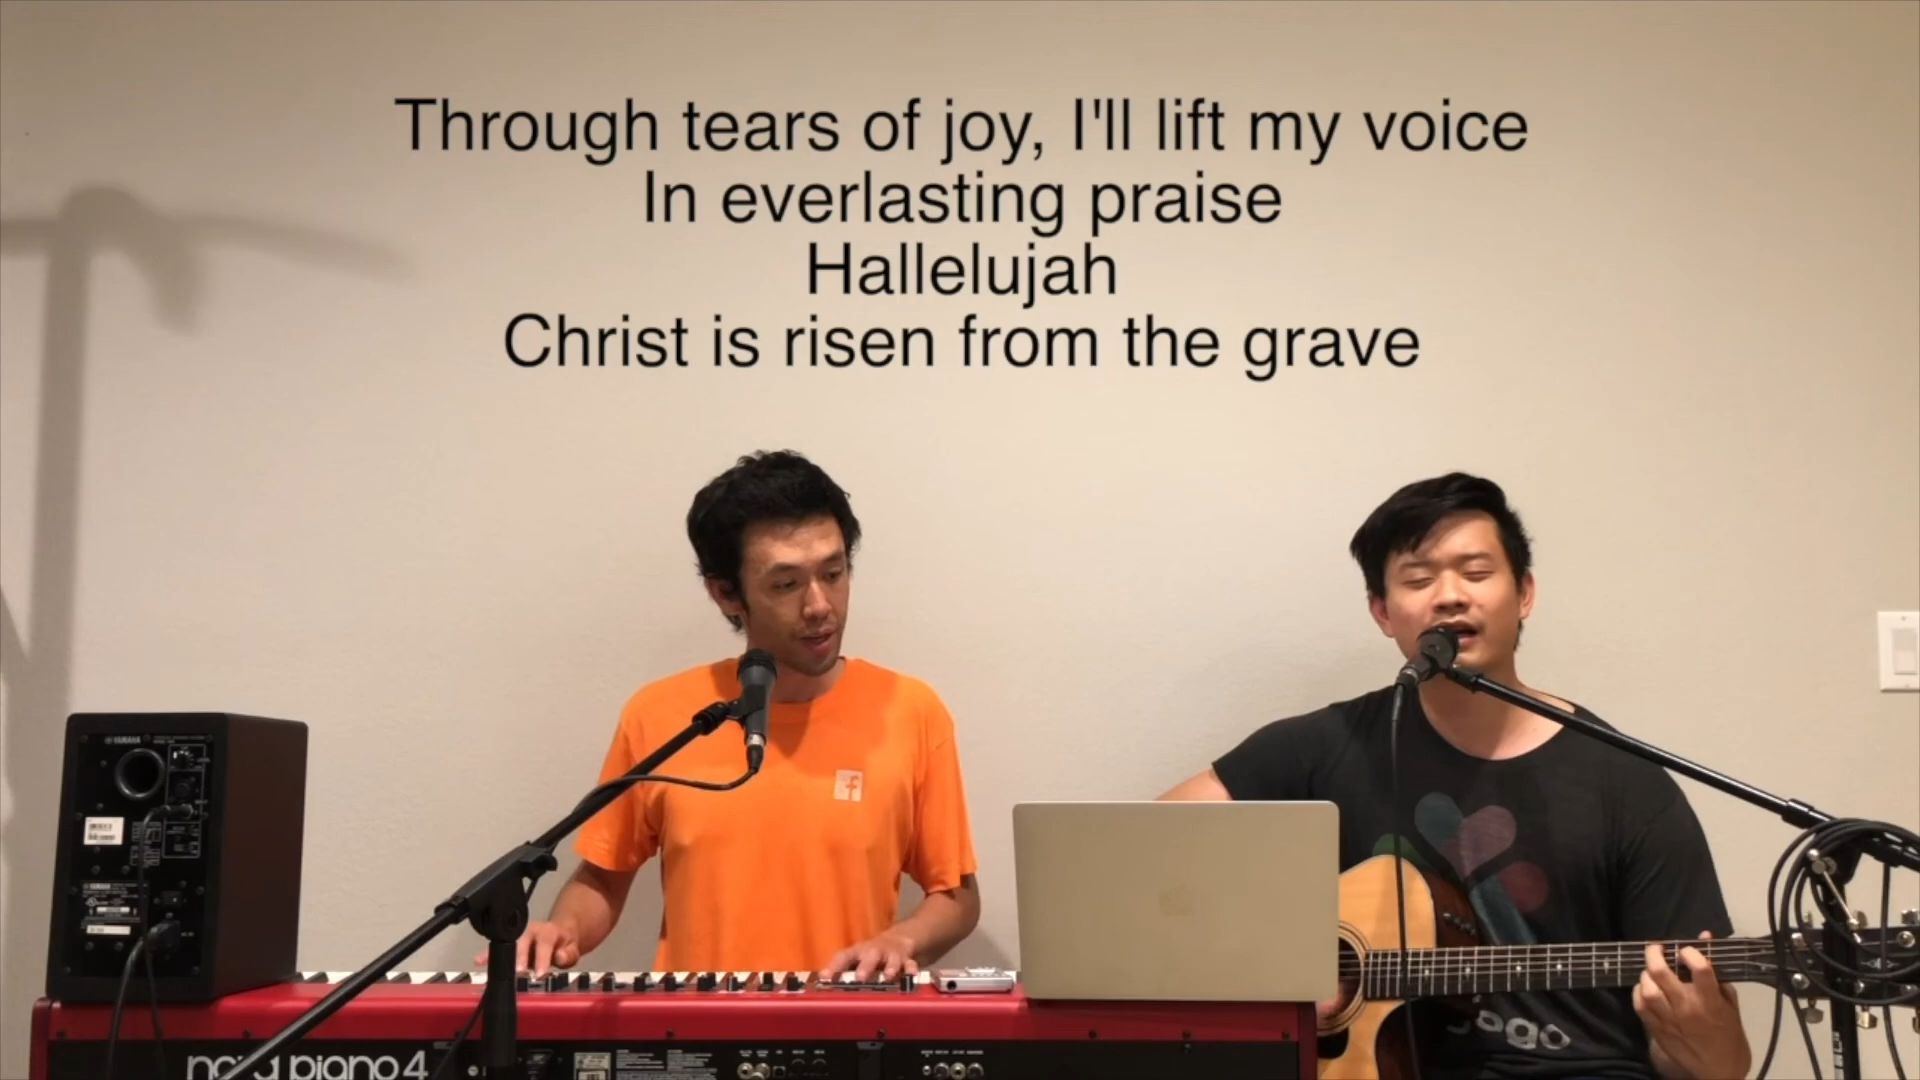 Through tears of joy, I'll lift my voice
In everlasting praise
Hallelujah
Christ is risen from the grave
YAMAHA
f
nord piano 4